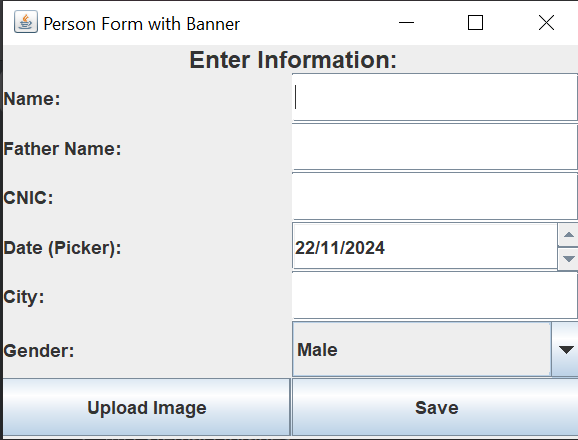 Person Form with Banner
Enter Information:
Name:
Father Name:
CNIC:
Date (Picker): 22/11/2024
City:
Gender: Male
Upload Image Save